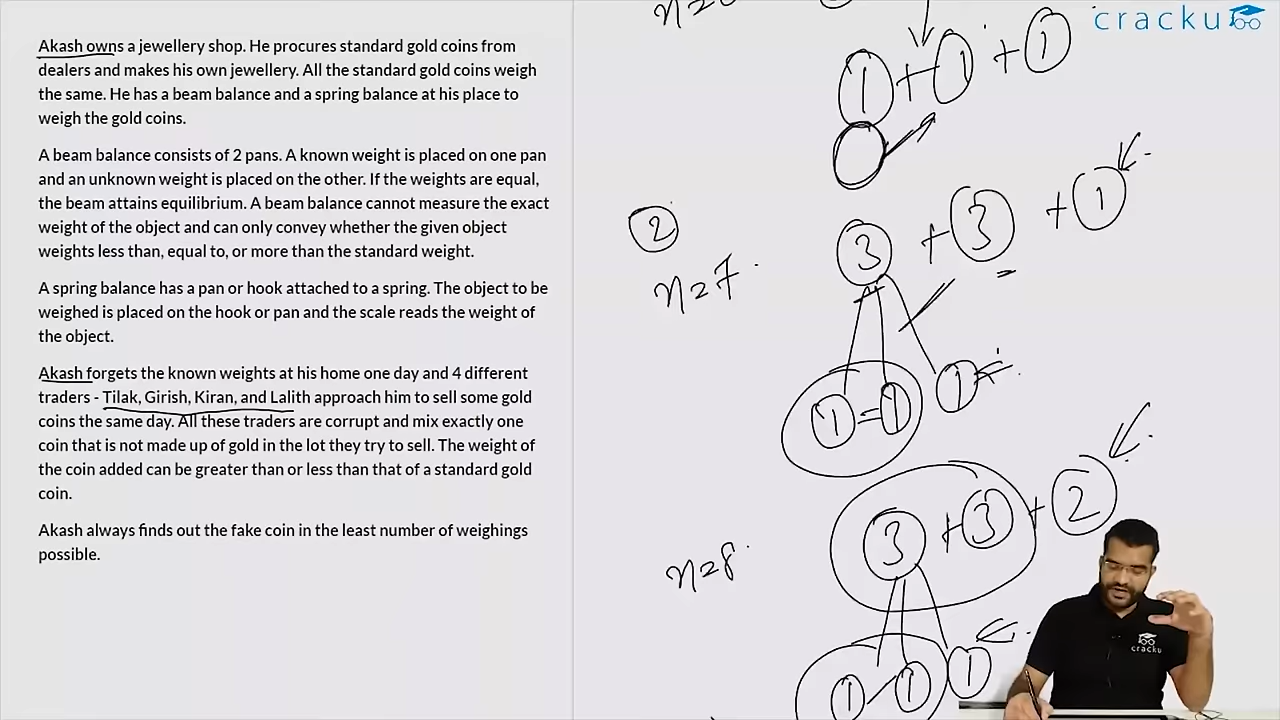 Akash owns a jewellery shop. He procures standard gold coins from
dealers and makes his own jewellery. All the standard gold coins weigh
the same. He has a beam balance and a spring balance at his place to
weigh the gold coins.
A beam balance consists of 2 pans. A known weight is placed on one pan
and an unknown weight is placed on the other. If the weights are equal,
the beam attains equilibrium. A beam balance cannot measure the exact
weight of the object and can only convey whether the given object
weights less than, equal to, or more than the standard weight.
A spring balance has a pan or hook attached to a spring. The object to be
weighed is placed on the hook or pan and the scale reads the weight of
the object.
Akash forgets the known weights at his home one day and 4 different
traders - Tilak, Girish, Kiran, and Lalith approach him to sell some gold
coins the same day. All these traders are corrupt and mix exactly one
coin that is not made up of gold in the lot they try to sell. The weight of
the coin added can be greater than or less than that of a standard gold
coin.
Akash always finds out the fake coin in the least number of weighings
possible.
cracku
1 + 1 + 1
2
n=7
3 + 3 + 1
1 = 1 1
n=8
3 + 3 + 2
1 1 1
cracku